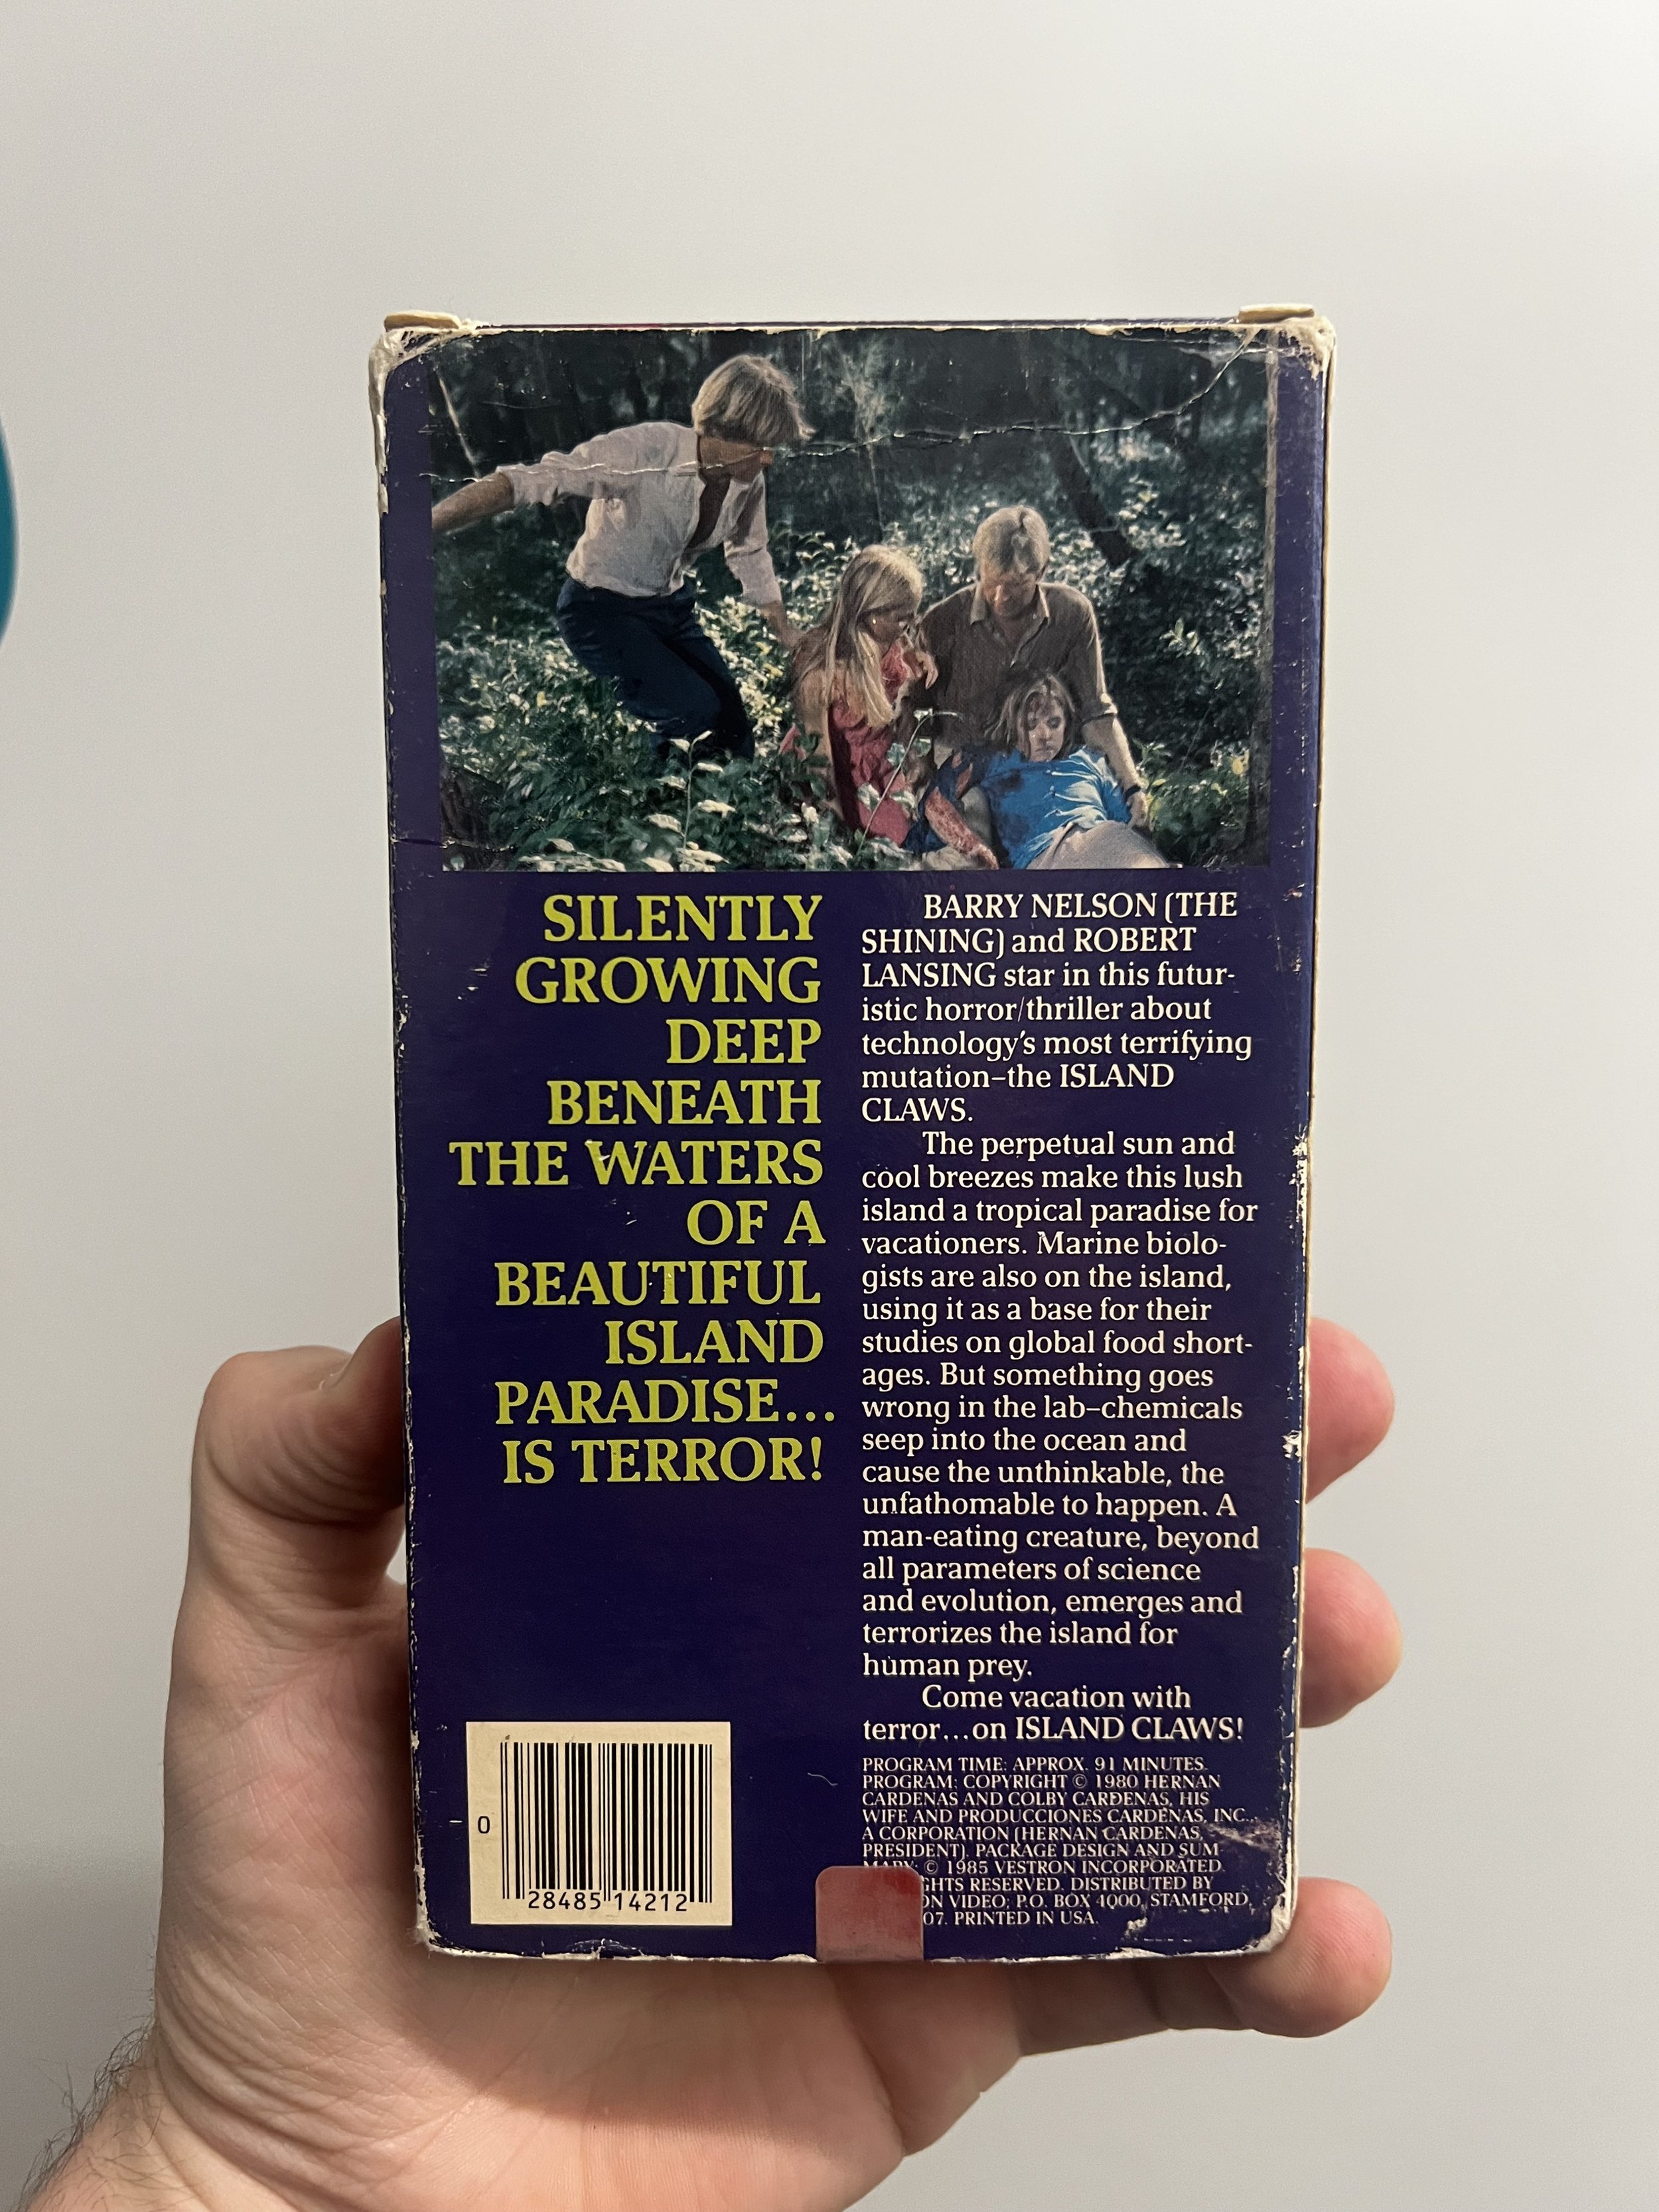 SILENTLY
GROWING
DEEP
BENEATH
THE WATERS
OF A
BEAUTIFUL
ISLAND
PARADISE...
IS TERROR!
BARRY NELSON (THE
SHINING) and ROBERT
LANSING star in this futur-
istic horror/thriller about
technology's most terrifying
mutation–the ISLAND
CLAWS.
The perpetual sun and
cool breezes make this lush
island a tropical paradise for
vacationers. Marine biolo-
gists are also on the island,
using it as a base for their
studies on global food short-
ages. But something goes
wrong in the lab–chemicals
seep into the ocean and
cause the unthinkable, the
unfathomable to happen. A
man-eating creature, beyond
all parameters of science
and evolution, emerges and
terrorizes the island for
human prey.
Come vacation with
terror...on ISLAND CLAWS!
PROGRAM TIME: APPROX. 91 MINUTES.
PROGRAM: COPYRIGHT © 1980 HERNAN
CARDENAS AND COLBY CARDENAS, HIS
WIFE AND PRODUCCIONES CARDENAS, INC.,
A CORPORATION (HERNAN CARDENAS,
PRESIDENT). PACKAGE DESIGN AND SUM-
MARY: © 1985 VESTRON INCORPORATED.
GHTS RESERVED. DISTRIBUTED BY
ON VIDEO; P.O. BOX 4000, STAMFORD,
07. PRINTED IN USA.
0 28485 14212